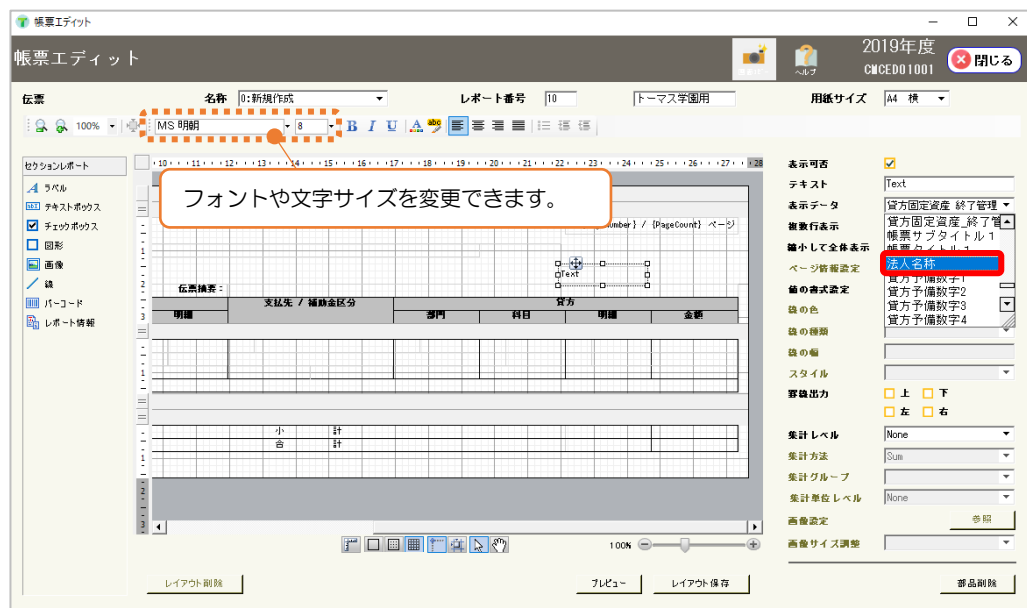 帳票エディット
帳票エディット
2019年度
CMCED01001
ヘルプ
閉じる
伝票
名称
0:新規作成
レポート番号
10
トーマス学園用
用紙サイズ
A4 横
100%
MS 明朝
8
B I U
セクションレポート
ラベル
テキストボックス
チェックボックス
図形
画像
線
バーコード
レポート情報
フォントや文字サイズを変更できます。
/ {PageCount} ページ
Text
伝票摘要:
支払先 / 補助金区分
貸方
明細
部門
科目
明細
金額
小 計
合 計
100%
レイアウト削除
プレビュー
レイアウト保存
部品削除
表示可否
テキスト
Text
表示データ
貸方固定資産_終了管理
貸方固定資産_終了管
帳票サブタイトル1
法人名称
貸方予備数字2
貸方予備数字3
貸方予備数字4
複数行表示
縮小して全体表示
ページ情報設定
値の書式設定
線の色
線の種類
線の幅
スタイル
罫線出力
上
下
左
右
集計レベル
None
集計方法
Sum
集計グループ
集計単位レベル
None
画像設定
参照
画像サイズ調整